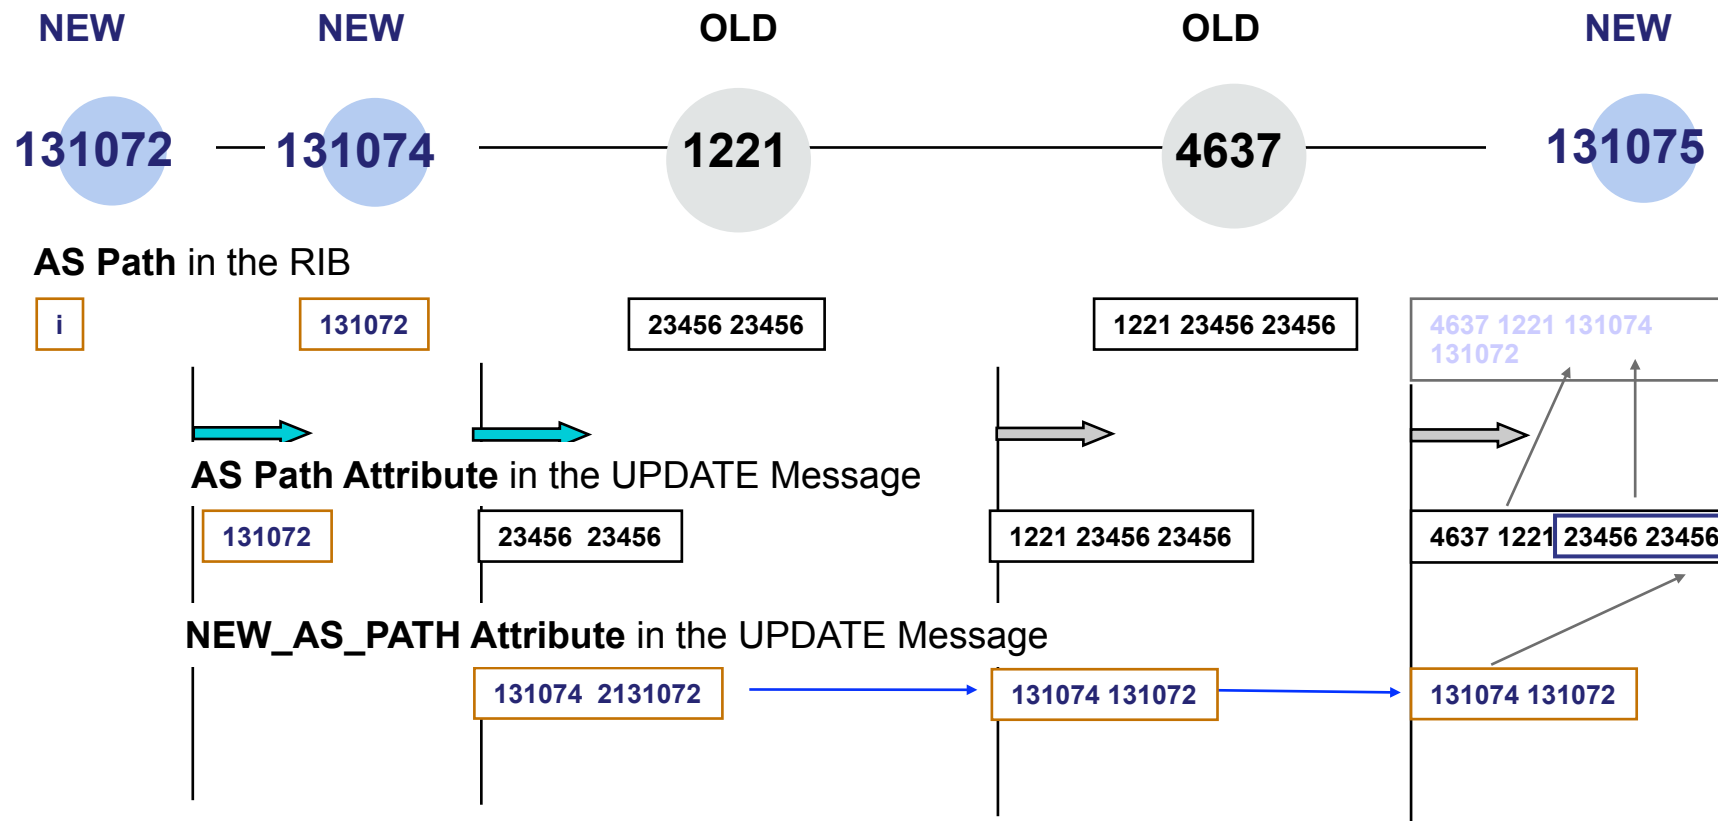 NEW NEW OLD OLD NEW
131072 131074 1221 4637 131075
AS Path in the RIB
i 131072 23456 23456 1221 23456 23456 4637 1221 131074
131072
AS Path Attribute in the UPDATE Message
131072 23456 23456 1221 23456 23456 4637 1221 23456 23456
NEW_AS_PATH Attribute in the UPDATE Message
131074 2131072 131074 131072 131074 131072